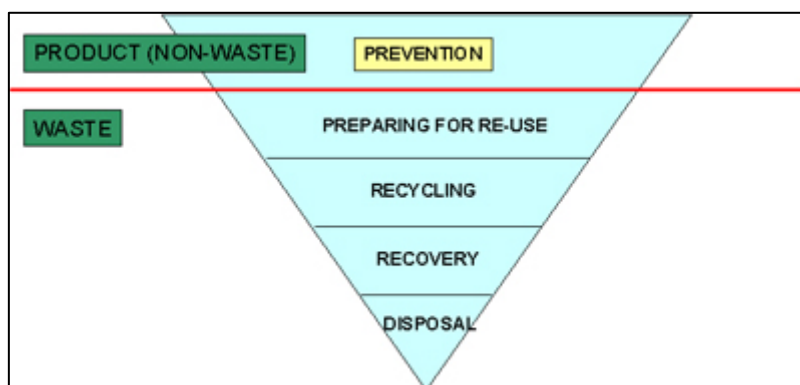 PRODUCT (NON-WASTE)
PREVENTION
WASTE
PREPARING FOR RE-USE
RECYCLING
RECOVERY
DISPOSAL